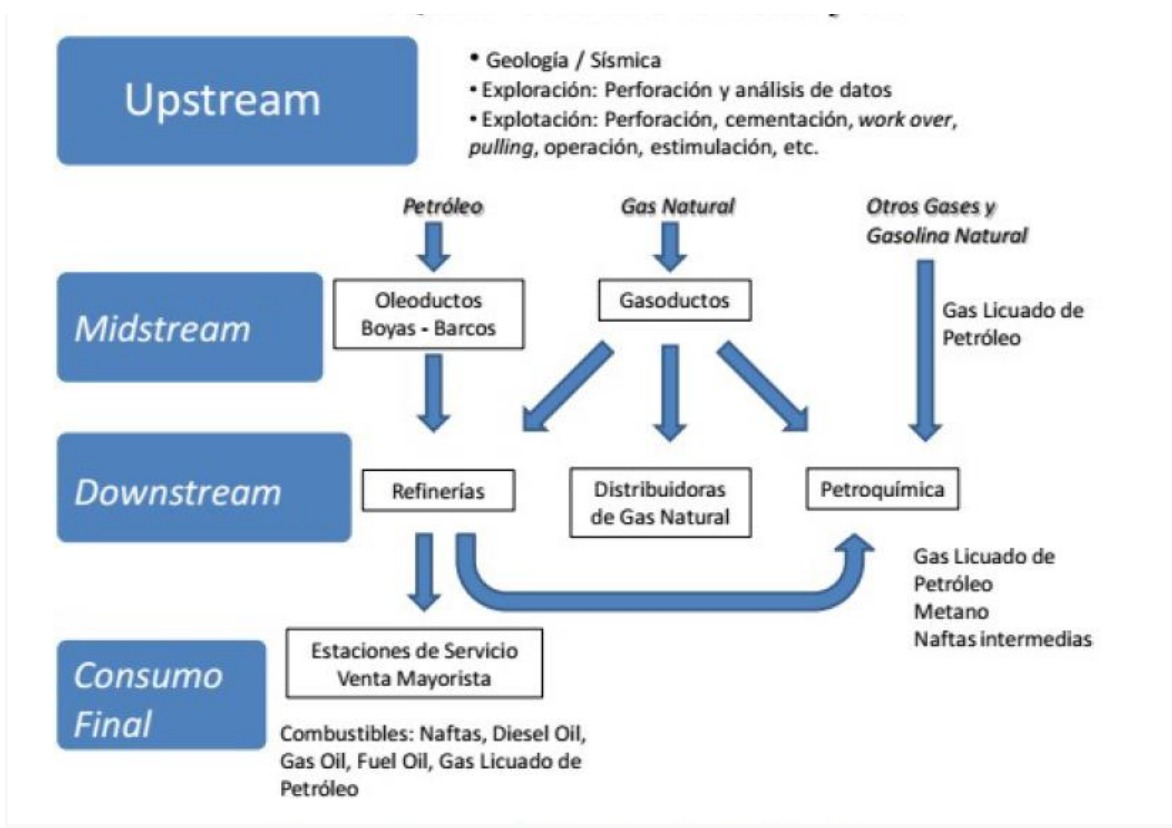 Upstream
• Geología / Sísmica
• Exploración: Perforación y análisis de datos
• Explotación: Perforación, cementación, work over,
pulling, operación, estimulación, etc.
Petróleo
Gas Natural
Otros Gases y
Gasolina Natural
Midstream
Oleoductos
Boyas - Barcos
Gasoductos
Gas Licuado de
Petróleo
Downstream
Refinerías
Distribuidoras
de Gas Natural
Petroquímica
Gas Licuado de
Petróleo
Metano
Naftas intermedias
Consumo
Final
Estaciones de Servicio
Venta Mayorista
Combustibles: Naftas, Diesel Oil,
Gas Oil, Fuel Oil, Gas Licuado de
Petróleo